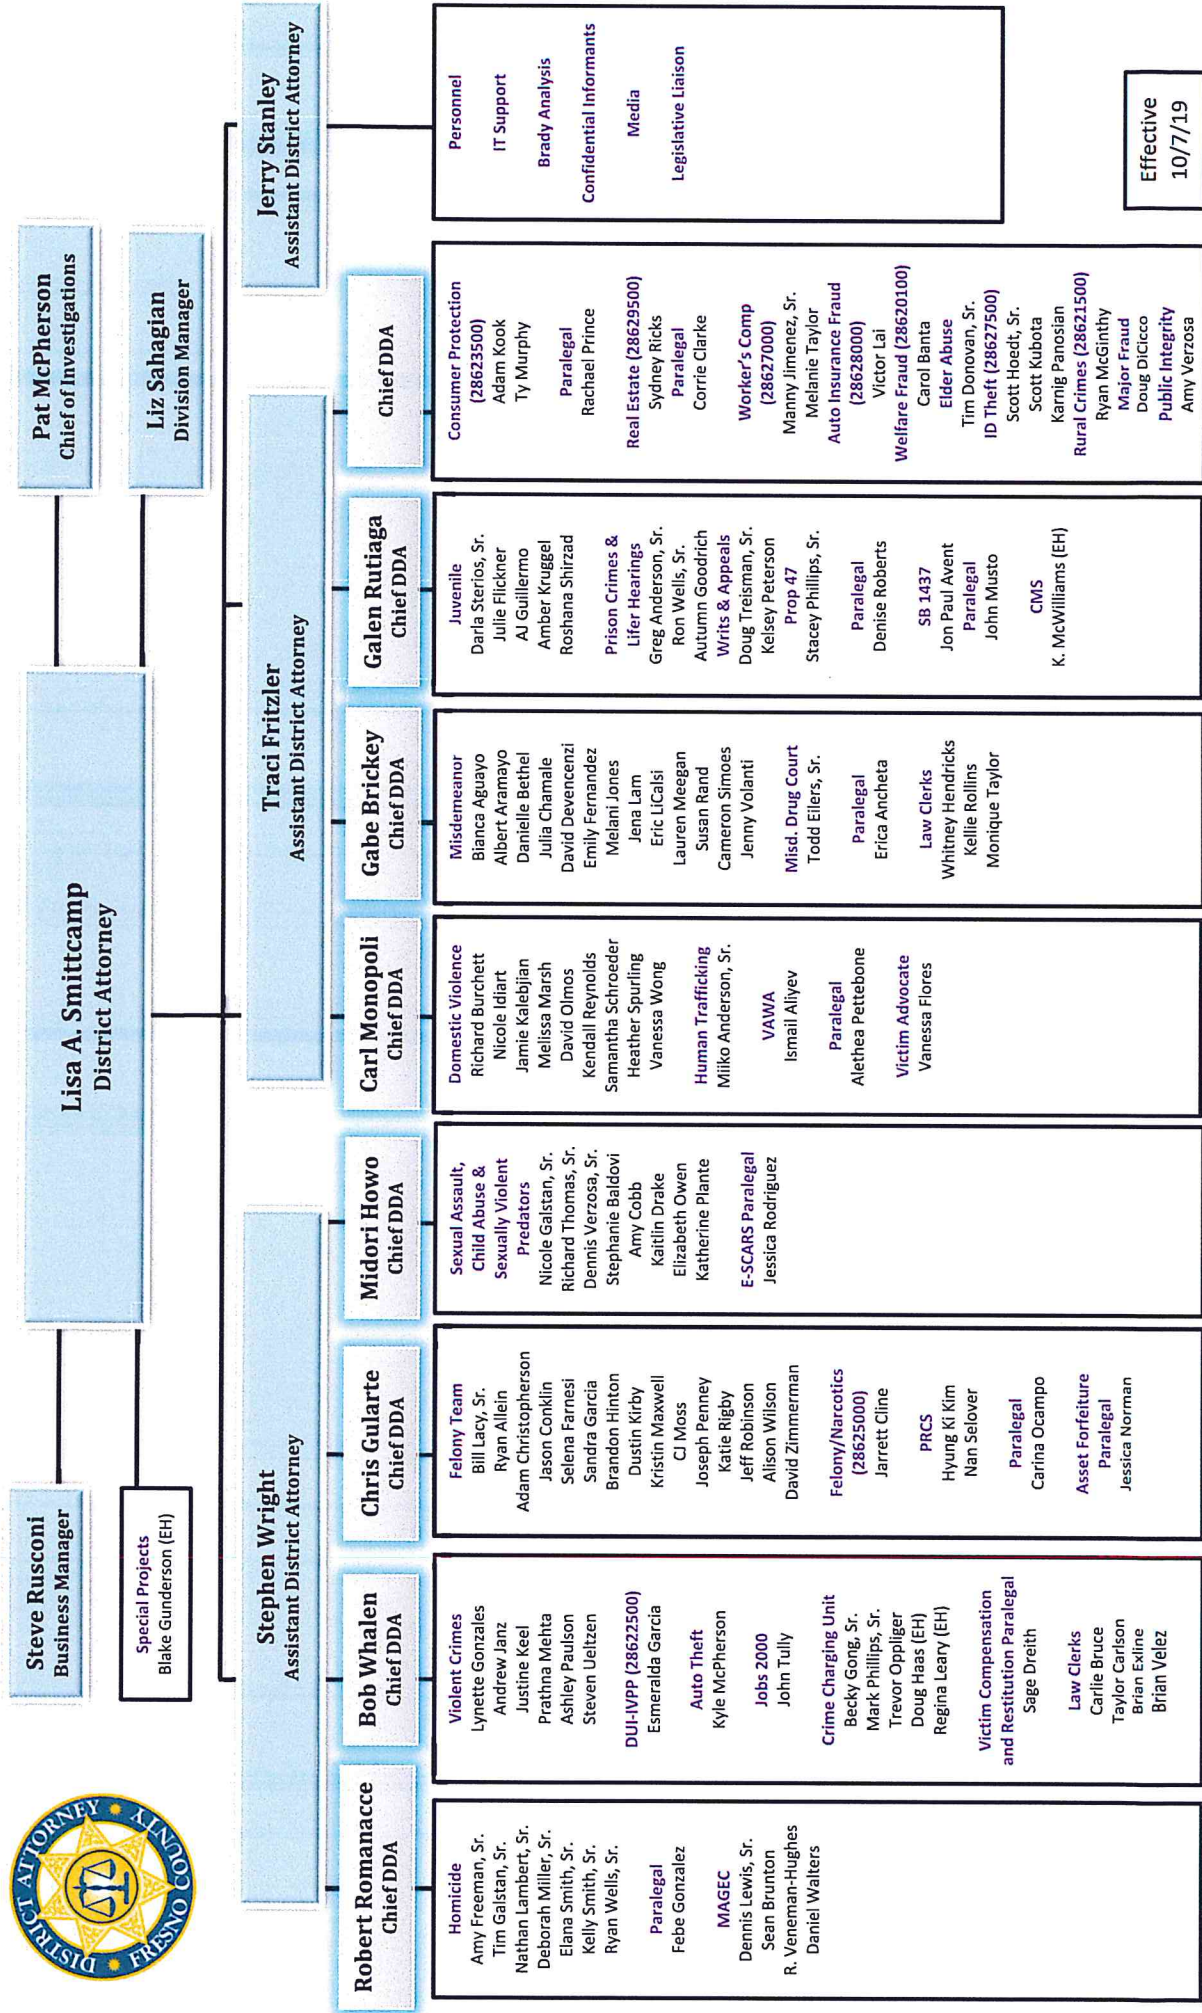 DISTRICT ATTORNEY
FRESNO COUNTY
Steve Rusconi
Business Manager
Special Projects
Blake Gunderson (EH)
Lisa A. Smittcamp
District Attorney
Pat McPherson
Chief of Investigations
Liz Sahagian
Division Manager
Stephen Wright
Assistant District Attorney
Traci Fritzler
Assistant District Attorney
Jerry Stanley
Assistant District Attorney
Robert Romanacce
Chief DDA
Homicide
Amy Freeman, Sr.
Tim Galstan, Sr.
Nathan Lambert, Sr.
Deborah Miller, Sr.
Elana Smith, Sr.
Kelly Smith, Sr.
Ryan Wells, Sr.
Paralegal
Febe Gonzalez
MAGEC
Dennis Lewis, Sr.
Sean Brunton
R. Veneman-Hughes
Daniel Walters
Bob Whalen
Chief DDA
Violent Crimes
Lynette Gonzales
Andrew Janz
Justine Keel
Prathna Mehta
Ashley Paulson
Steven Ueltzen
DUI-IVPP (28622500)
Esmeralda Garcia
Auto Theft
Kyle McPherson
Jobs 2000
John Tully
Crime Charging Unit
Becky Gong, Sr.
Mark Phillips, Sr.
Trevor Oppliger
Doug Haas (EH)
Regina Leary (EH)
Victim Compensation
and Restitution Paralegal
Sage Dreith
Law Clerks
Carlie Bruce
Taylor Carlson
Brian Exline
Brian Velez
Chris Gularte
Chief DDA
Felony Team
Bill Lacy, Sr.
Ryan Allein
Adam Christopherson
Jason Conklin
Selena Farnesi
Sandra Garcia
Brandon Hinton
Dustin Kirby
Kristin Maxwell
CJ Moss
Joseph Penney
Katie Rigby
Jeff Robinson
Alison Wilson
David Zimmerman
Felony/Narcotics
(28625000)
Jarrett Cline
PRCS
Hyung Ki Kim
Nan Selover
Paralegal
Carina Ocampo
Asset Forfeiture
Paralegal
Jessica Norman
Midori Howo
Chief DDA
Sexual Assault,
Child Abuse &
Sexually Violent
Predators
Nicole Galstan, Sr.
Richard Thomas, Sr.
Dennis Verzosa, Sr.
Stephanie Baldovi
Amy Cobb
Kaitlin Drake
Elizabeth Owen
Katherine Plante
E-SCARS Paralegal
Jessica Rodriguez
Carl Monopoli
Chief DDA
Domestic Violence
Richard Burchett
Nicole Idiart
Jamie Kalebjian
Melissa Marsh
David Olmos
Kendall Reynolds
Samantha Schroeder
Heather Spurling
Vanessa Wong
Human Trafficking
Miiko Anderson, Sr.
VAWA
Ismail Aliyev
Paralegal
Alethea Pettebone
Victim Advocate
Vanessa Flores
Gabe Brickey
Chief DDA
Misdemeanor
Bianca Aguayo
Albert Aramayo
Danielle Bethel
Julia Chamale
David Devencenzi
Emily Fernandez
Melani Jones
Jena Lam
Eric LiCalsi
Lauren Meegan
Susan Rand
Cameron Simoes
Jenny Volanti
Misd. Drug Court
Todd Eilers, Sr.
Paralegal
Erica Ancheta
Law Clerks
Whitney Hendricks
Kellie Rollins
Monique Taylor
Galen Rutiaga
Chief DDA
Juvenile
Darla Sterios, Sr.
Julie Flickner
AJ Guillermo
Amber Kruggel
Roshana Shirzad
Prison Crimes &
Lifer Hearings
Greg Anderson, Sr.
Ron Wells, Sr.
Autumn Goodrich
Writs & Appeals
Doug Treisman, Sr.
Kelsey Peterson
Prop 47
Stacey Phillips, Sr.
Paralegal
Denise Roberts
SB 1437
Jon Paul Avent
Paralegal
John Musto
CMS
K. McWilliams (EH)
Chief DDA
Consumer Protection
(28623500)
Adam Kook
Ty Murphy
Paralegal
Rachael Prince
Real Estate (28629500)
Sydney Ricks
Paralegal
Corrie Clarke
Worker's Comp
(28627000)
Manny Jimenez, Sr.
Melanie Taylor
Auto Insurance Fraud
(28628000)
Victor Lai
Welfare Fraud (28620100)
Carol Banta
Elder Abuse
Tim Donovan, Sr.
ID Theft (28627500)
Scott Hoedt, Sr.
Scott Kubota
Karnig Panosian
Rural Crimes (28621500)
Ryan McGinthy
Major Fraud
Doug DiCicco
Public Integrity
Amy Verzosa
Personnel
IT Support
Brady Analysis
Confidential Informants
Media
Legislative Liaison
Effective
10/7/19